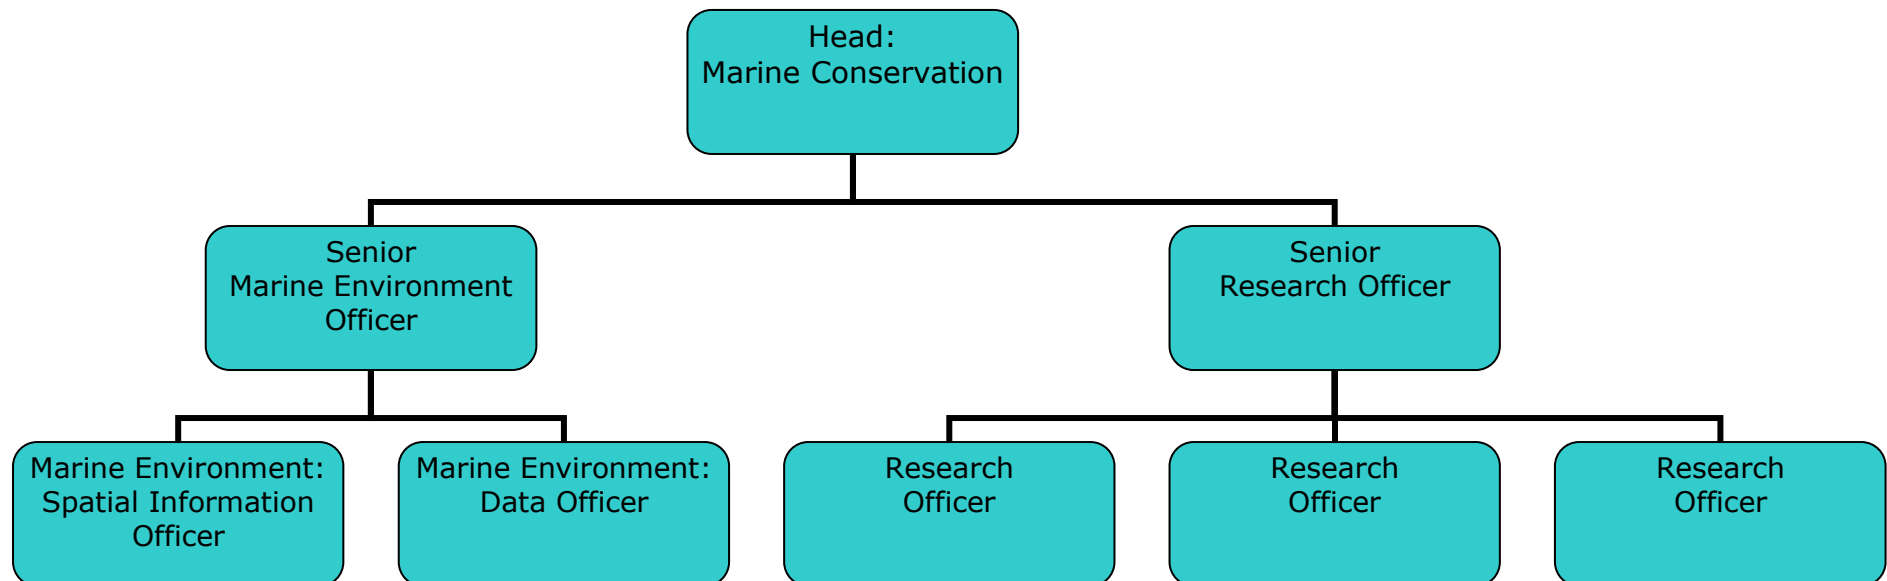 Head:
Marine Conservation
Senior
Marine Environment
Officer
Senior
Research Officer
Marine Environment:
Spatial Information
Officer
Marine Environment:
Data Officer
Research
Officer
Research
Officer
Research
Officer